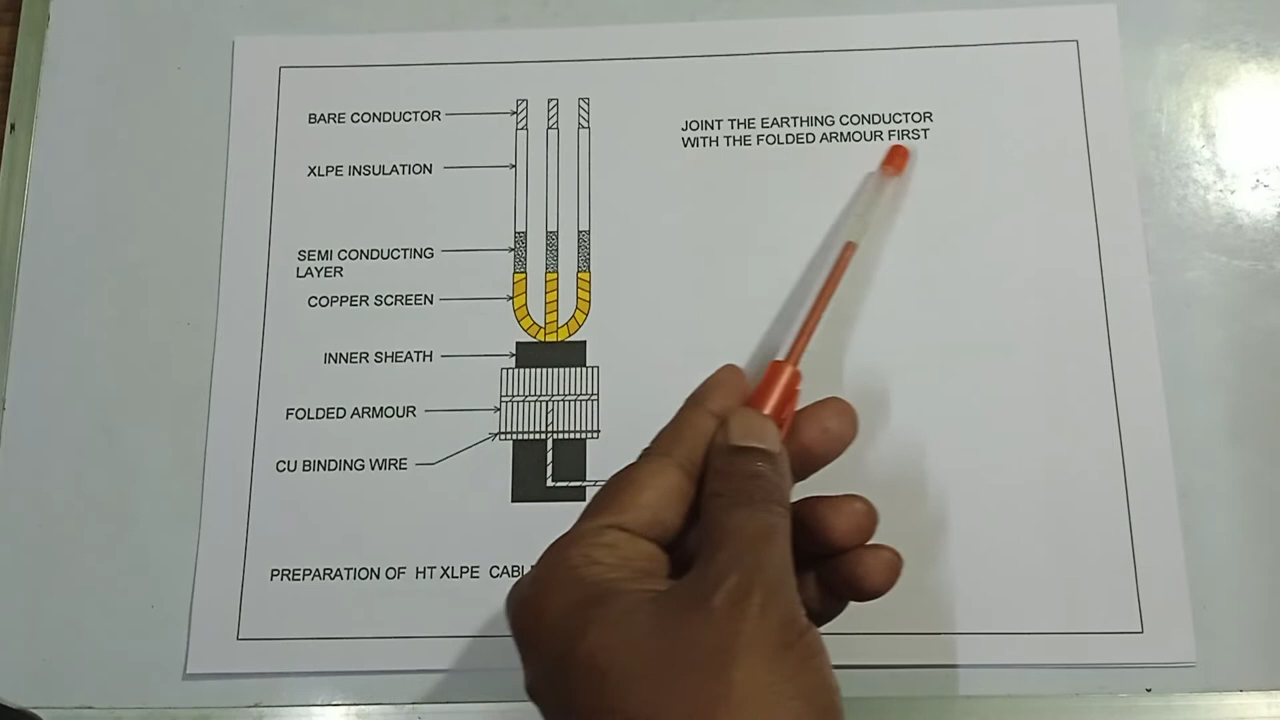 BARE CONDUCTOR
JOINT THE EARTHING CONDUCTOR
WITH THE FOLDED ARMOUR FIRST
XLPE INSULATION
SEMI CONDUCTING
LAYER
COPPER SCREEN
INNER SHEATH
FOLDED ARMOUR
CU BINDING WIRE
PREPARATION OF HT XLPE